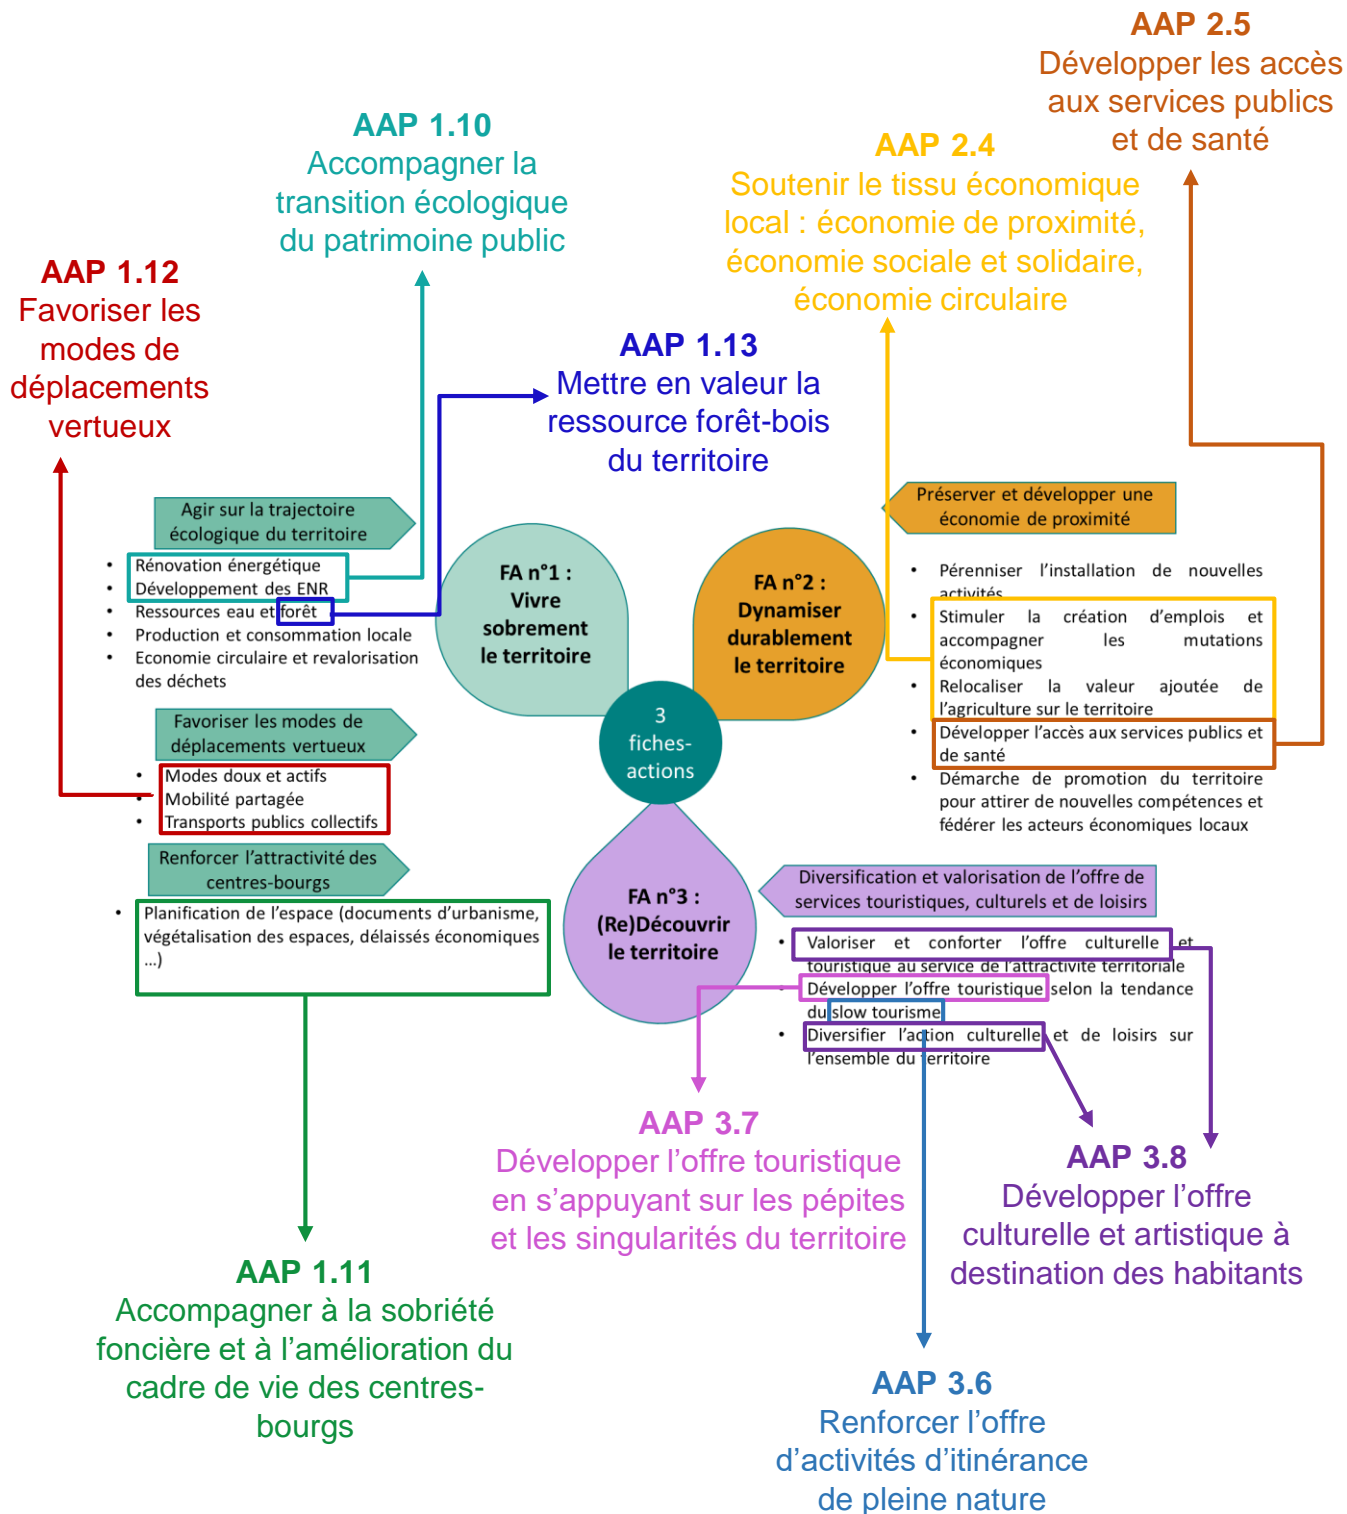 AAP 2.5
Développer les accès
aux services publics
et de santé
AAP 1.10
Accompagner la
transition écologique
du patrimoine public
AAP 2.4
Soutenir le tissu économique
local : économie de proximité,
économie sociale et solidaire,
économie circulaire
AAP 1.12
Favoriser les
modes de
déplacements
vertueux
AAP 1.13
Mettre en valeur la
ressource forêt-bois
du territoire
Agir sur la trajectoire
écologique du territoire
• Rénovation énergétique
• Développement des ENR
• Ressources eau et forêt
• Production et consommation locale
• Economie circulaire et revalorisation
des déchets
Favoriser les modes de
déplacements vertueux
• Modes doux et actifs
• Mobilité partagée
• Transports publics collectifs
Renforcer l'attractivité des
centres-bourgs
• Planification de l'espace (documents d'urbanisme,
végétalisation des espaces, délaissés économiques
…)
FA n°1 :
Vivre
sobrement
le territoire
FA n°2 :
Dynamiser
durablement
le territoire
3
fiches-
actions
FA n°3 :
(Re)Découvrir
le territoire
Préserver et développer une
économie de proximité
• Pérenniser l'installation de nouvelles
activités
• Stimuler la création d'emplois et
accompagner les mutations
économiques
• Relocaliser la valeur ajoutée de
l'agriculture sur le territoire
• Développer l'accès aux services publics et
de santé
• Démarche de promotion du territoire
pour attirer de nouvelles compétences et
fédérer les acteurs économiques locaux
Diversification et valorisation de l'offre de
services touristiques, culturels et de loisirs
• Valoriser et conforter l'offre culturelle et
touristique au service de l'attractivité territoriale
• Développer l'offre touristique selon la tendance
du slow tourisme
• Diversifier l'action culturelle et de loisirs sur
l'ensemble du territoire
AAP 3.7
Développer l'offre touristique
en s'appuyant sur les pépites
et les singularités du territoire
AAP 3.8
Développer l'offre
culturelle et artistique à
destination des habitants
AAP 1.11
Accompagner à la sobriété
foncière et à l'amélioration du
cadre de vie des centres-
bourgs
AAP 3.6
Renforcer l'offre
d'activités d'itinérance
de pleine nature